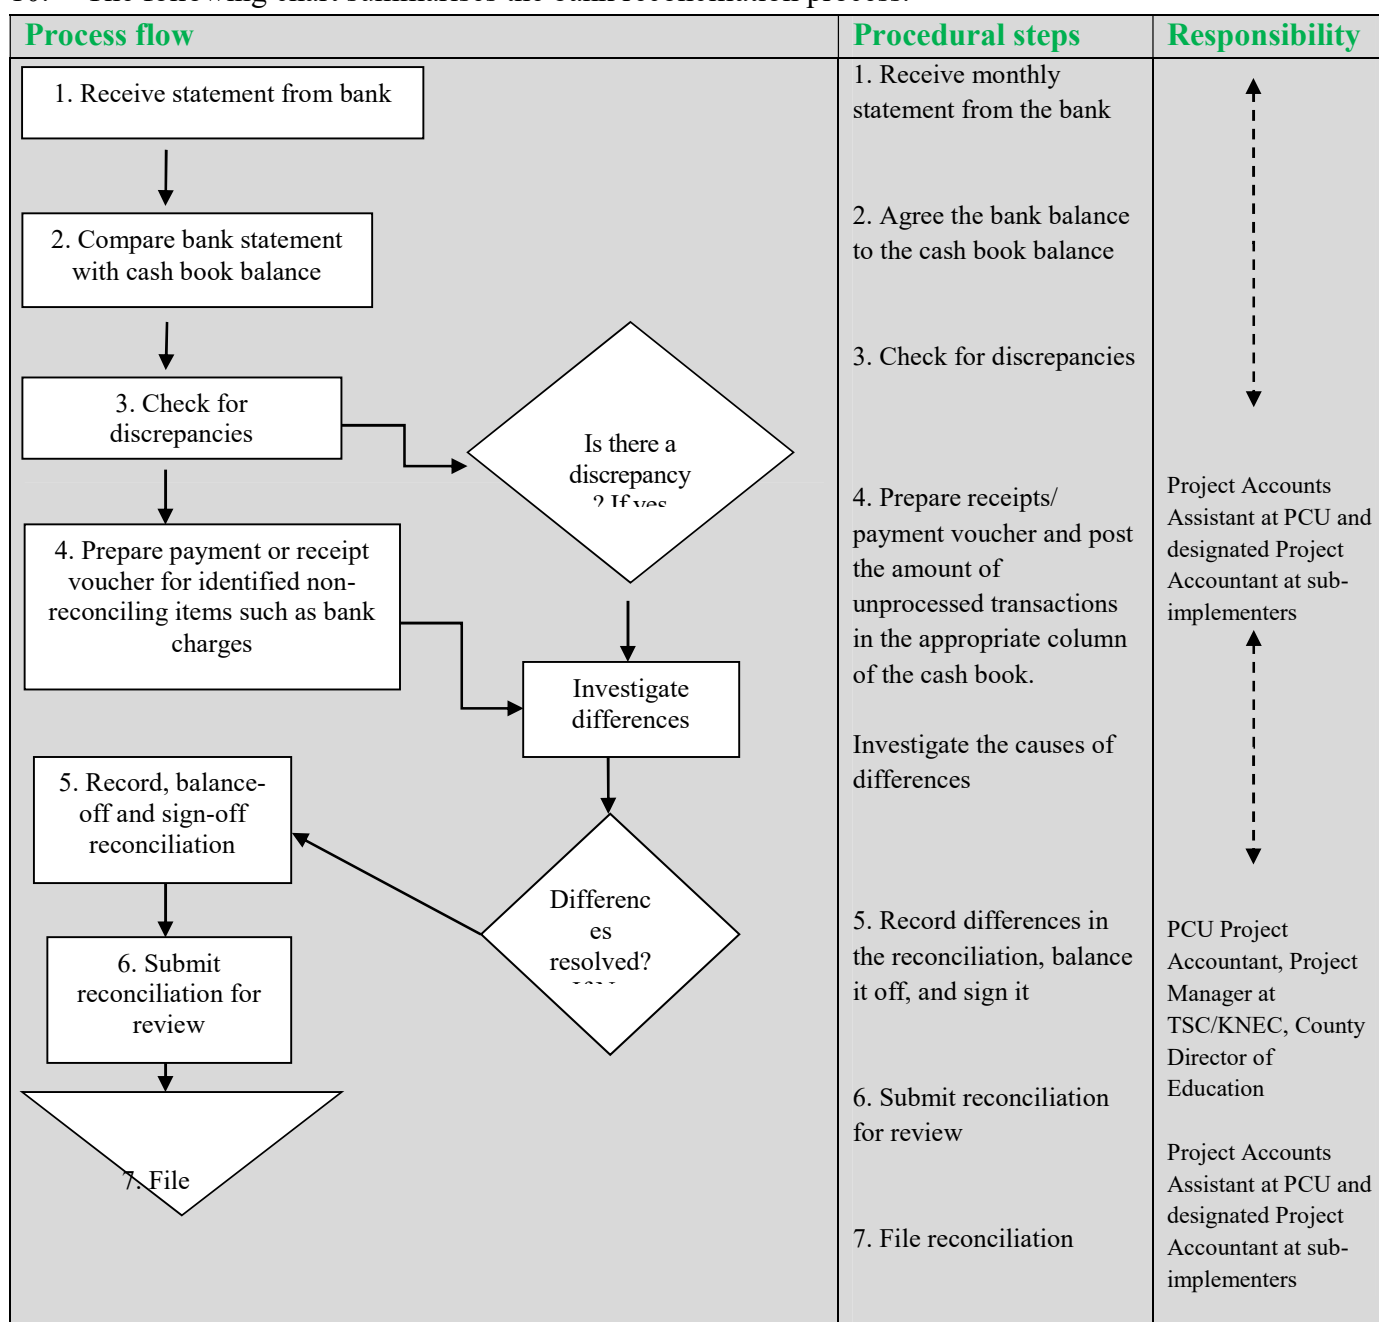 Process flow
Procedural steps
Responsibility
1. Receive statement from bank
2. Compare bank statement
with cash book balance
3. Check for
discrepancies
Is there a
discrepancy
? If yes
4. Prepare payment or receipt
voucher for identified non-
reconciling items such as bank
charges
Investigate
differences
5. Record, balance-
off and sign-off
reconciliation
Differenc
es
resolved?
6. Submit
reconciliation for
review
7. File
1. Receive monthly
statement from the bank
2. Agree the bank balance
to the cash book balance
3. Check for discrepancies
4. Prepare receipts/
payment voucher and post
the amount of
unprocessed transactions
in the appropriate column
of the cash book.
Investigate the causes of
differences
5. Record differences in
the reconciliation, balance
it off, and sign it
6. Submit reconciliation
for review
7. File reconciliation
Project Accounts
Assistant at PCU and
designated Project
Accountant at sub-
implementers
PCU Project
Accountant, Project
Manager at
TSC/KNEC, County
Director of
Education
Project Accounts
Assistant at PCU and
designated Project
Accountant at sub-
implementers